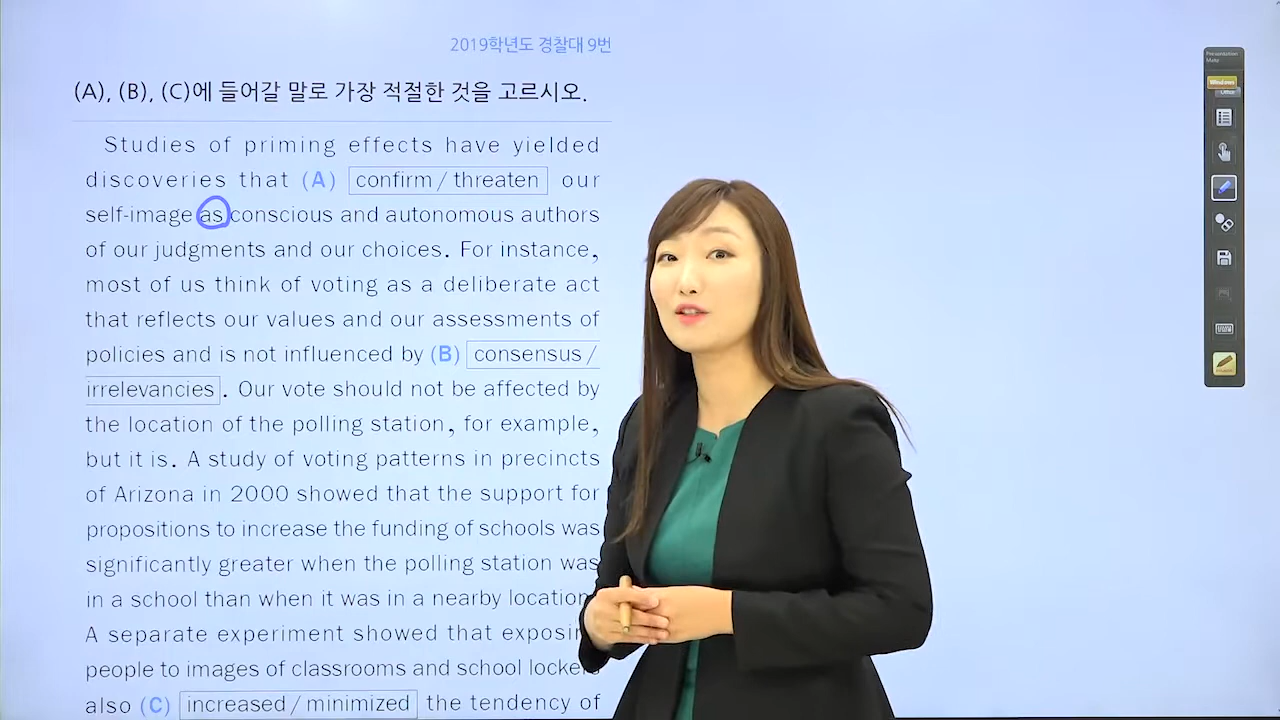 2019학년도 경찰대 9번
(A), (B), (C)에 들어갈 말로 가장 적절한 것을 고르시오.
Studies of priming effects have yielded
discoveries that (A) confirm / threaten our
self-image as conscious and autonomous authors
of our judgments and our choices. For instance,
most of us think of voting as a deliberate act
that reflects our values and our assessments of
policies and is not influenced by (B) consensus /
irrelevancies . Our vote should not be affected by
the location of the polling station, for example,
but it is. A study of voting patterns in precincts
of Arizona in 2000 showed that the support for
propositions to increase the funding of schools was
significantly greater when the polling station was
in a school than when it was in a nearby location
A separate experiment showed that
people to images of classrooms and school
also (C) increased / minimized the tendency of
Windows
Office